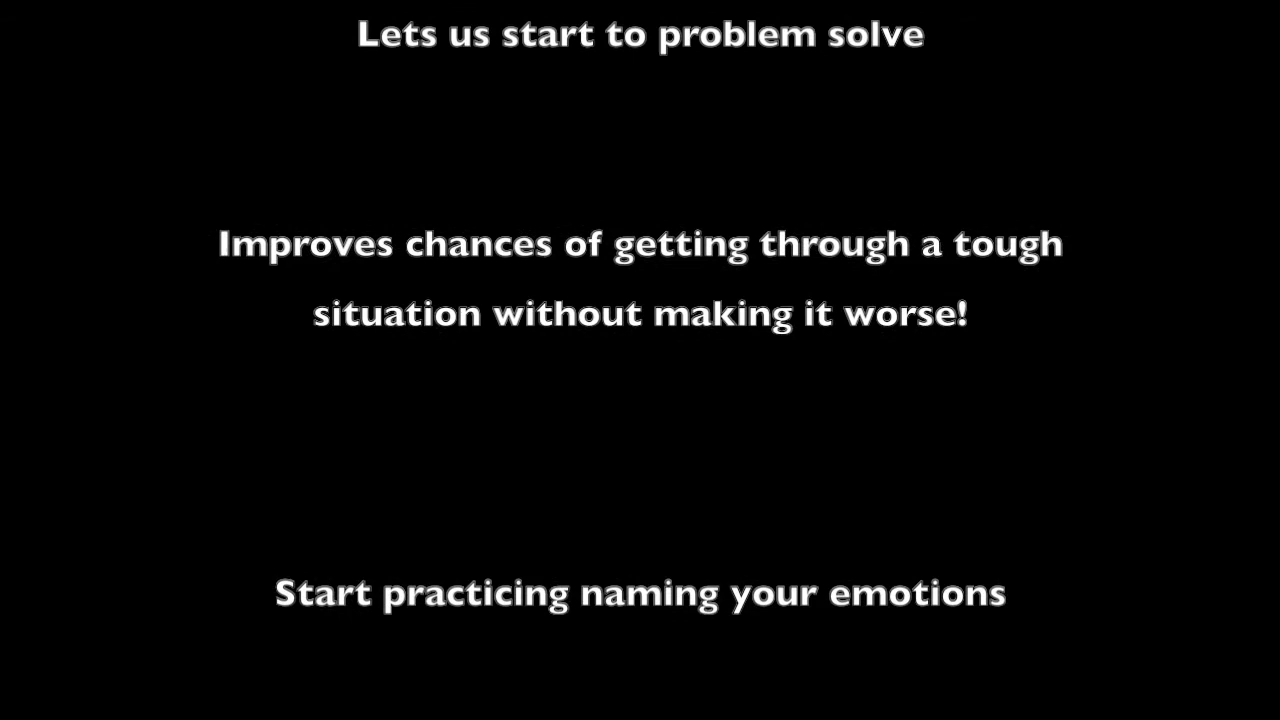 Lets us start to problem solve
Improves chances of getting through a tough
situation without making it worse!
Start practicing naming your emotions